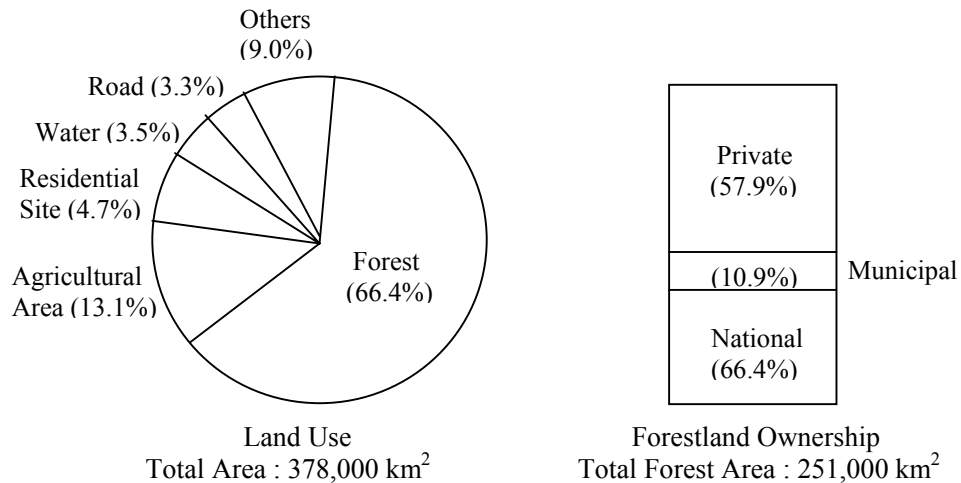 Others
(9.0%)
Road (3.3%)
Water (3.5%)
Residential
Site (4.7%)
Agricultural
Area (13.1%)
Forest
(66.4%)
Land Use
Total Area : 378,000 km²
Private
(57.9%)
(10.9%)
Municipal
National
(66.4%)
Forestland Ownership
Total Forest Area : 251,000 km²